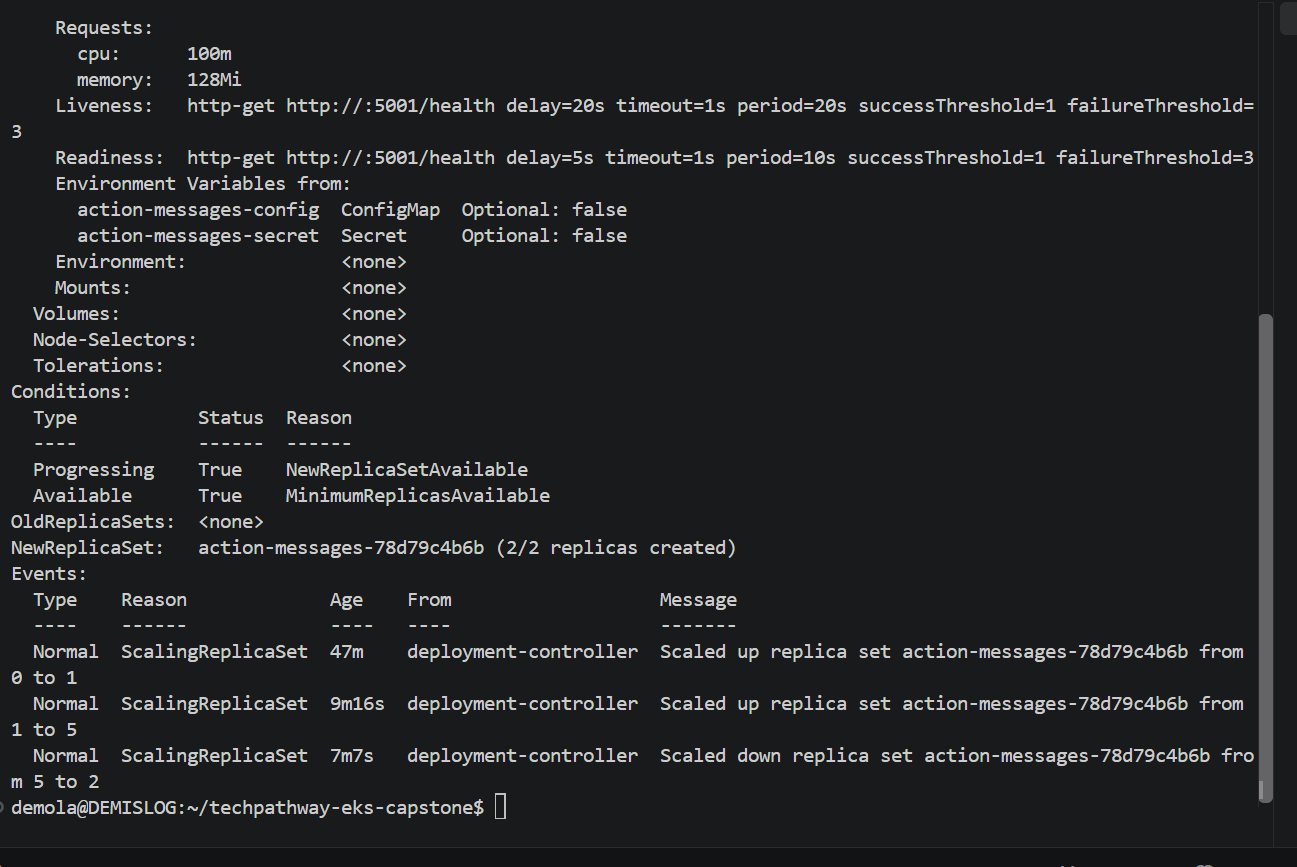 Requests:
      cpu:      100m
      memory:   128Mi
    Liveness:   http-get http://:5001/health delay=20s timeout=1s period=20s successThreshold=1 failureThreshold=
3
    Readiness:  http-get http://:5001/health delay=5s timeout=1s period=10s successThreshold=1 failureThreshold=3
    Environment Variables from:
      action-messages-config  ConfigMap  Optional: false
      action-messages-secret  Secret     Optional: false
    Environment:              <none>
    Mounts:                   <none>
  Volumes:                    <none>
  Node-Selectors:             <none>
  Tolerations:                <none>
Conditions:
  Type           Status  Reason
  ----           ------  ------
  Progressing    True    NewReplicaSetAvailable
  Available      True    MinimumReplicasAvailable
OldReplicaSets:  <none>
NewReplicaSet:   action-messages-78d79c4b6b (2/2 replicas created)
Events:
  Type    Reason             Age    From                   Message
  ----    ------             ----   ----                   -------
  Normal  ScalingReplicaSet  47m    deployment-controller  Scaled up replica set action-messages-78d79c4b6b from
0 to 1
  Normal  ScalingReplicaSet  9m16s  deployment-controller  Scaled up replica set action-messages-78d79c4b6b from
1 to 5
  Normal  ScalingReplicaSet  7m7s   deployment-controller  Scaled down replica set action-messages-78d79c4b6b fro
m 5 to 2
demola@DEMISLOG:~/techpathway-eks-capstone$